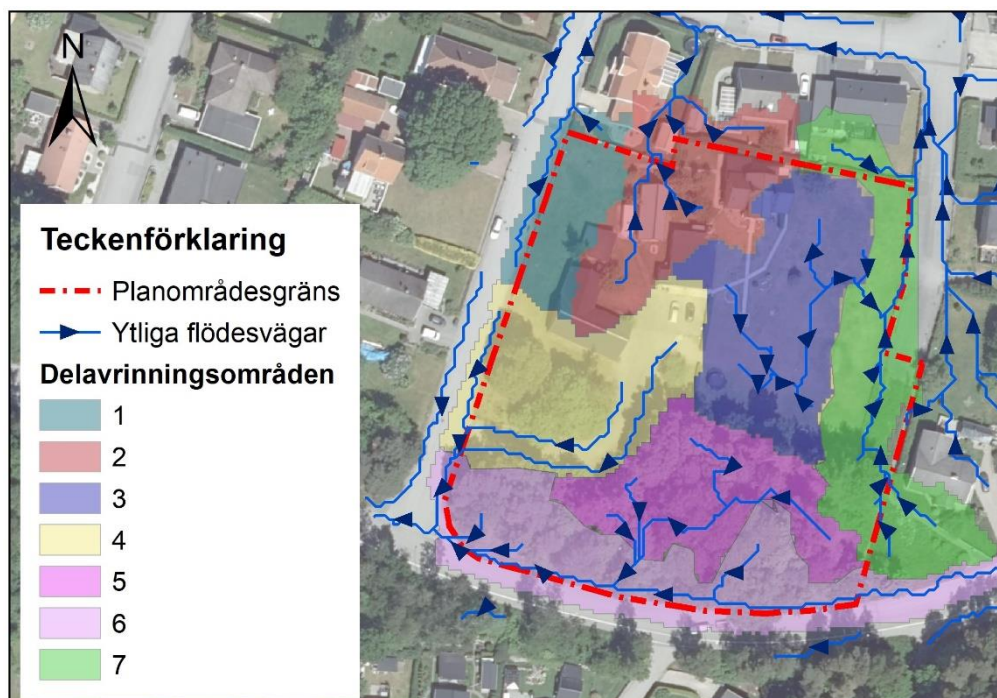 N
Teckenförklaring
Planområdesgräns
Ytliga flödesvägar
Delavrinningsområden
1
2
3
4
5
6
7